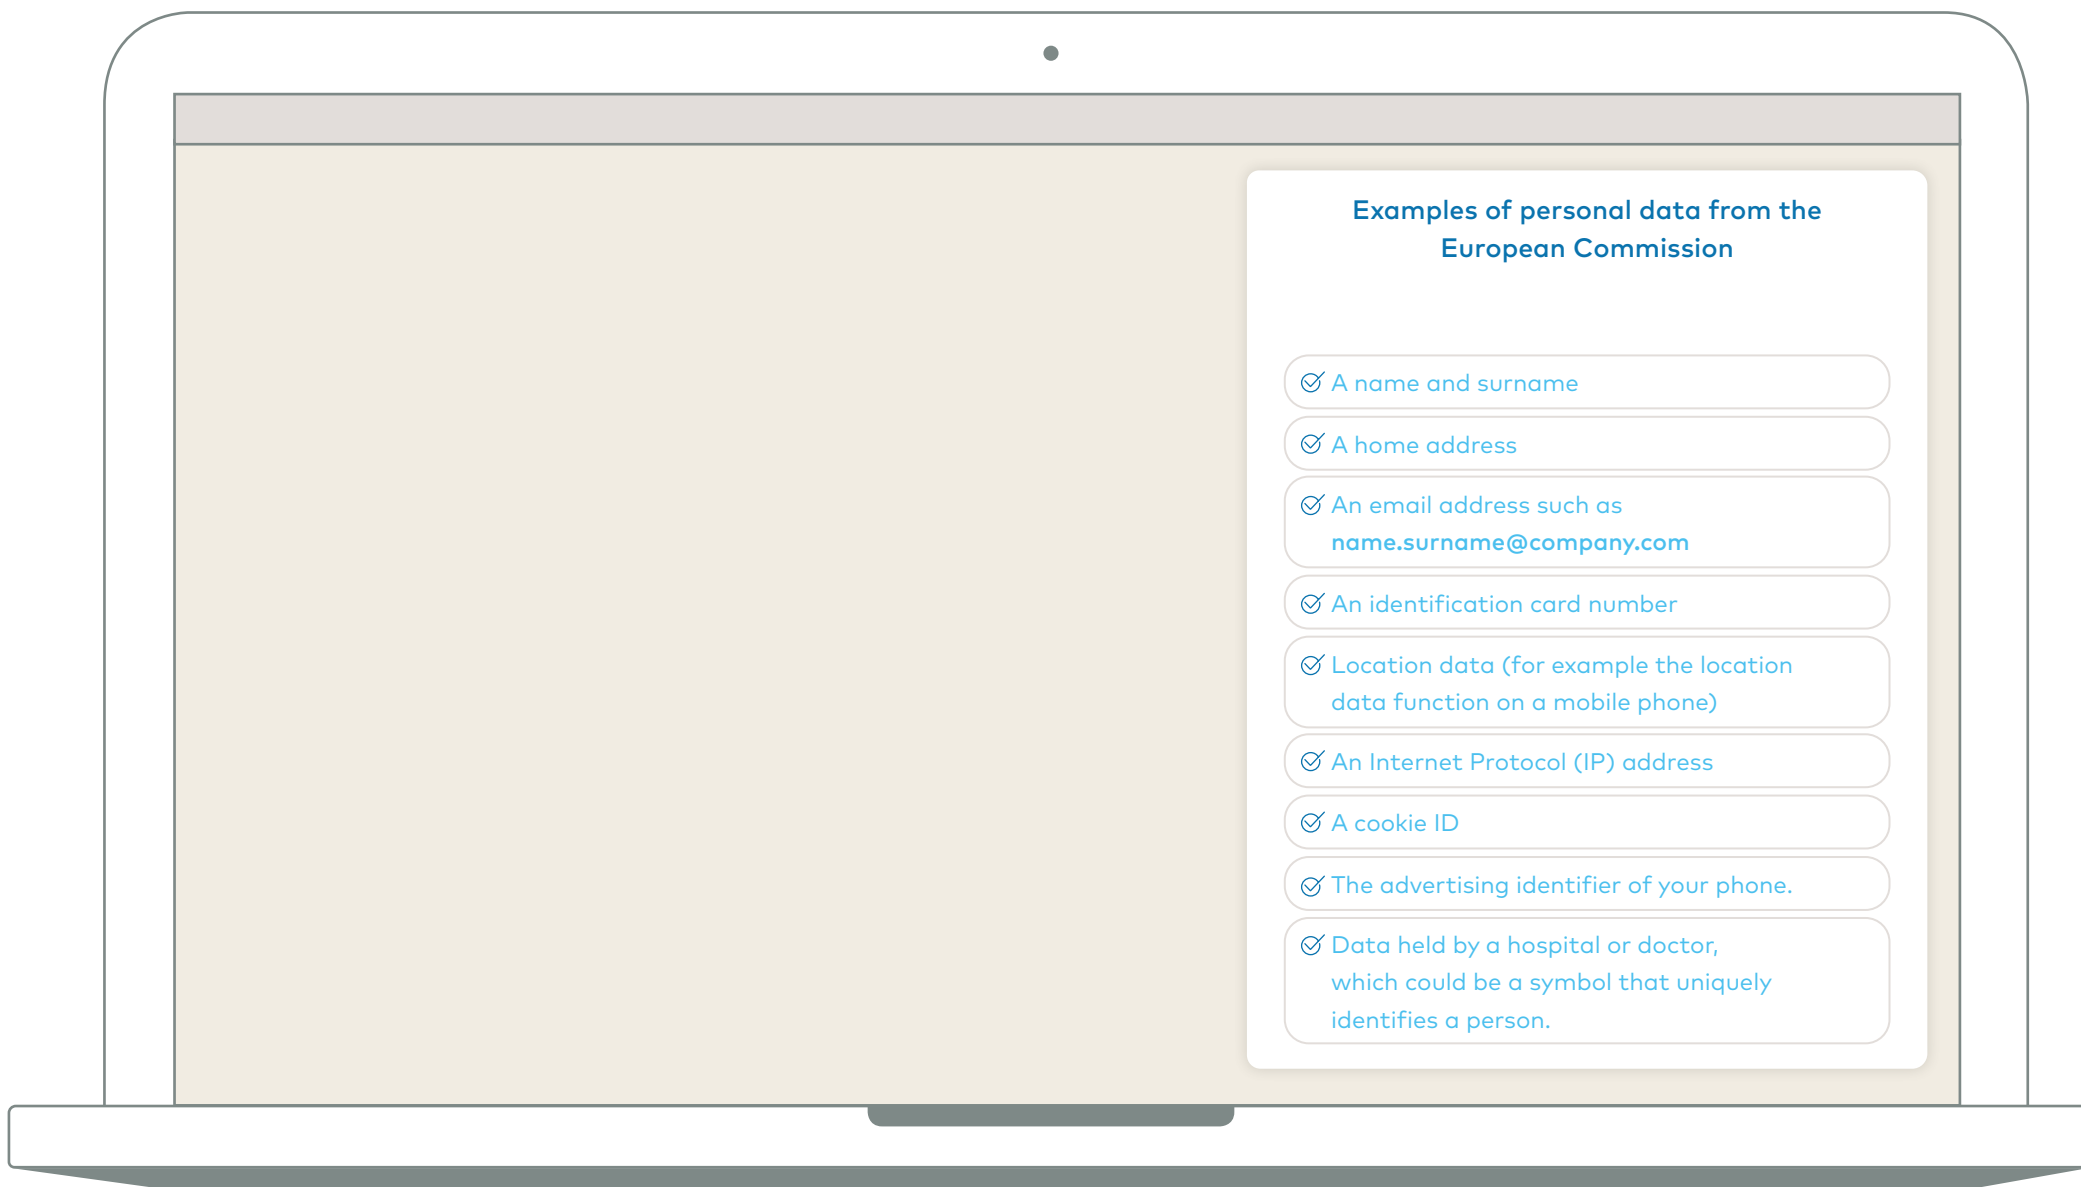 Examples of personal data from the
European Commission
A name and surname
A home address
An email address such as
name.surname@company.com
An identification card number
Location data (for example the location
data function on a mobile phone)
An Internet Protocol (IP) address
A cookie ID
The advertising identifier of your phone.
Data held by a hospital or doctor,
which could be a symbol that uniquely
identifies a person.